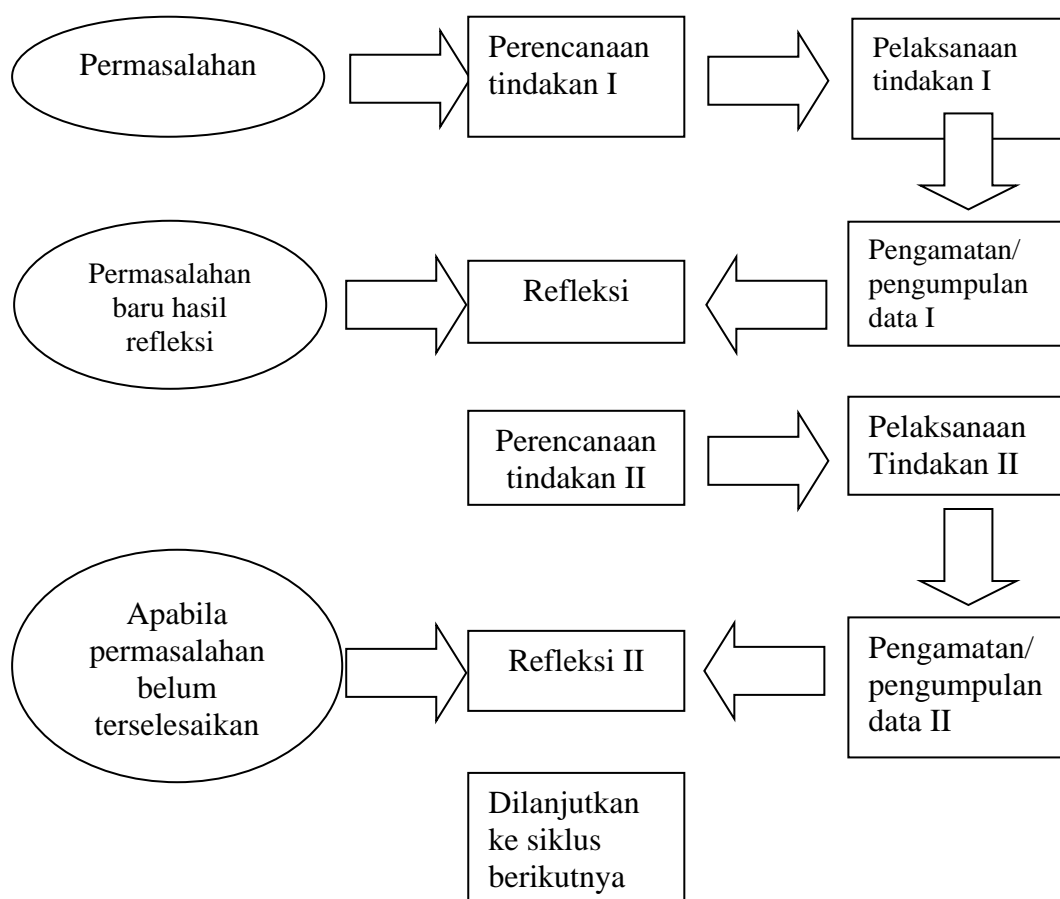 Permasalahan
Perencanaan
tindakan I
Pelaksanaan
tindakan I
Permasalahan
baru hasil
refleksi
Refleksi
Pengamatan/
pengumpulan
data I
Perencanaan
tindakan II
Pelaksanaan
Tindakan II
Apabila
permasalahan
belum
terselesaikan
Refleksi II
Pengamatan/
pengumpulan
data II
Dilanjutkan
ke siklus
berikutnya